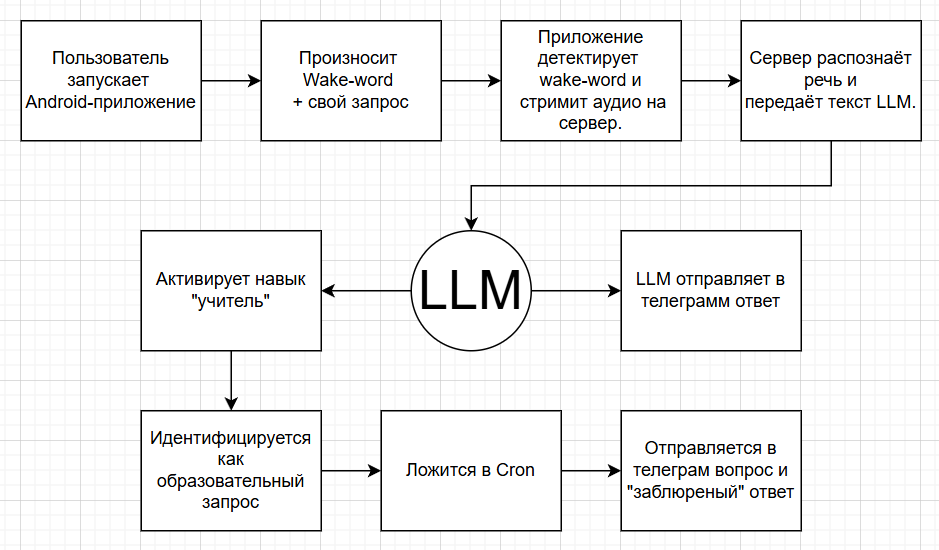 Пользователь
запускает
Android-приложение
Произносит
Wake-word
+ свой запрос
Приложение
детектирует
wake-word и
стримит аудио на
сервер.
Сервер распознаёт
речь и
передаёт текст LLM.
Активирует навык
"учитель"
LLM
LLM отправляет в
телеграмм ответ
Идентифицируется
как
образовательный
запрос
Ложится в Cron
Отправляется в
телеграм вопрос и
"заблюреный" ответ